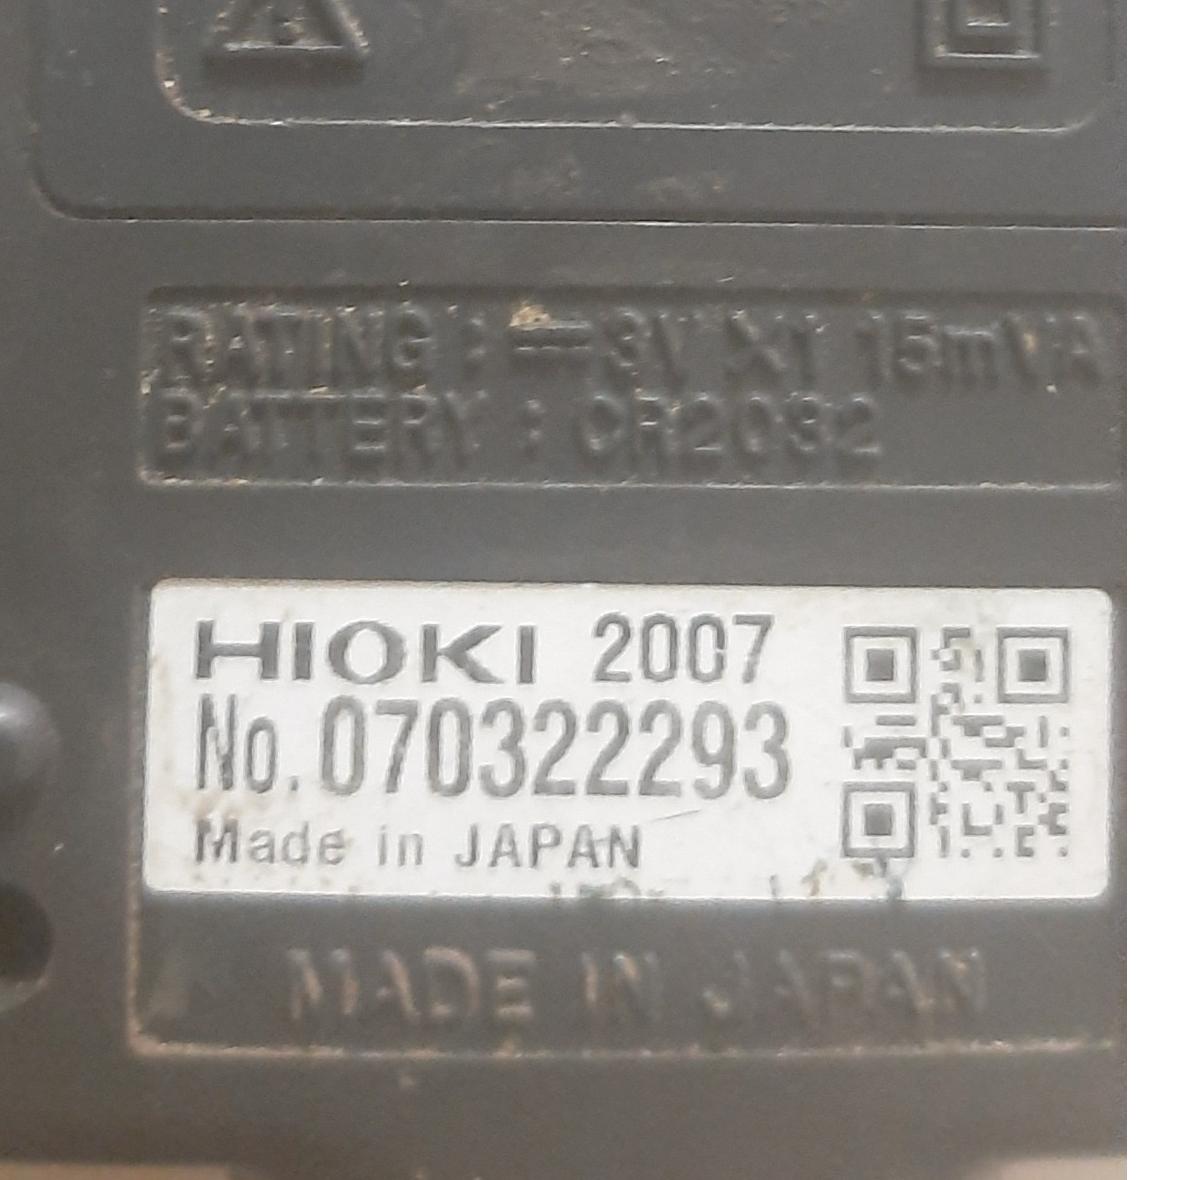 RATING : ⎓3V X1 15mVA
BATTERY : CR2032
HIOKI 2007
No. 070322293
Made in JAPAN
MADE IN JAPAN